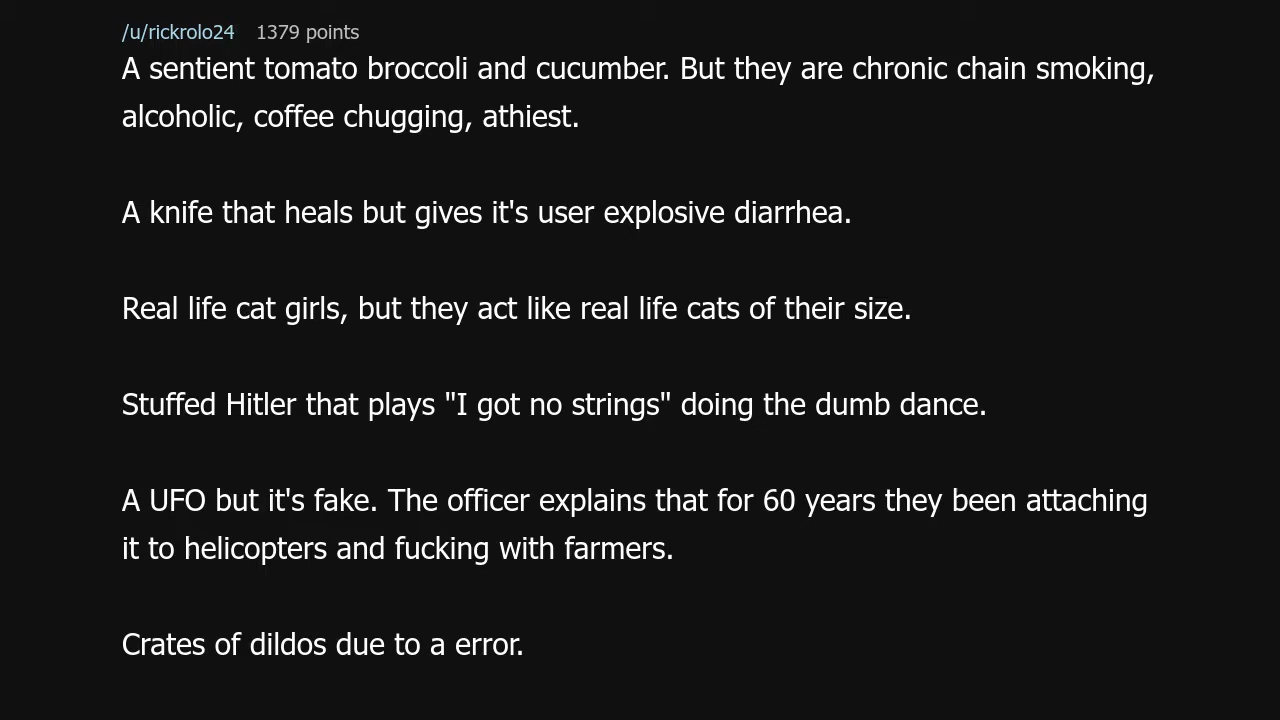 /u/rickrolo24 1379 points
A sentient tomato broccoli and cucumber. But they are chronic chain smoking,
alcoholic, coffee chugging, athiest.
A knife that heals but gives it's user explosive diarrhea.
Real life cat girls, but they act like real life cats of their size.
Stuffed Hitler that plays "I got no strings" doing the dumb dance.
A UFO but it's fake. The officer explains that for 60 years they been attaching
it to helicopters and fucking with farmers.
Crates of dildos due to a error.